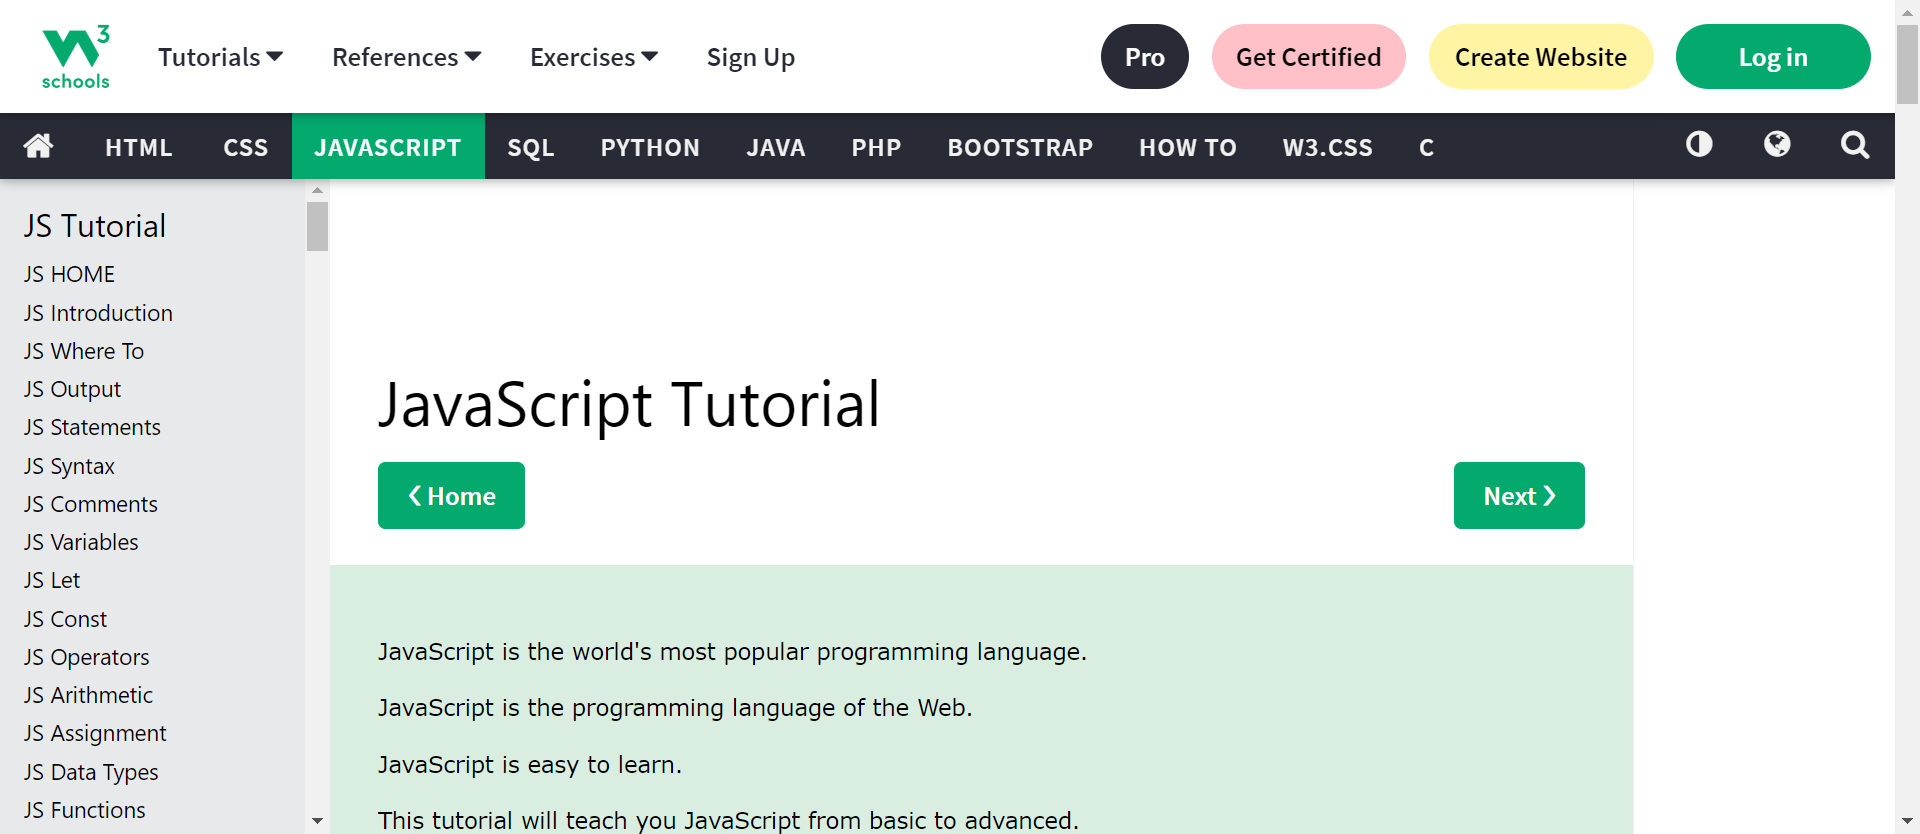 W3 schools
Tutorials References Exercises Sign Up Pro Get Certified Create Website Log in
HTML CSS JAVASCRIPT SQL PYTHON JAVA PHP BOOTSTRAP HOW TO W3.CSS C
JS Tutorial
JS HOME
JS Introduction
JS Where To
JS Output
JS Statements
JS Syntax
JS Comments
JS Variables
JS Let
JS Const
JS Operators
JS Arithmetic
JS Assignment
JS Data Types
JS Functions
JavaScript Tutorial
❮ Home Next ❯
JavaScript is the world's most popular programming language.
JavaScript is the programming language of the Web.
JavaScript is easy to learn.
This tutorial will teach you JavaScript from basic to advanced.